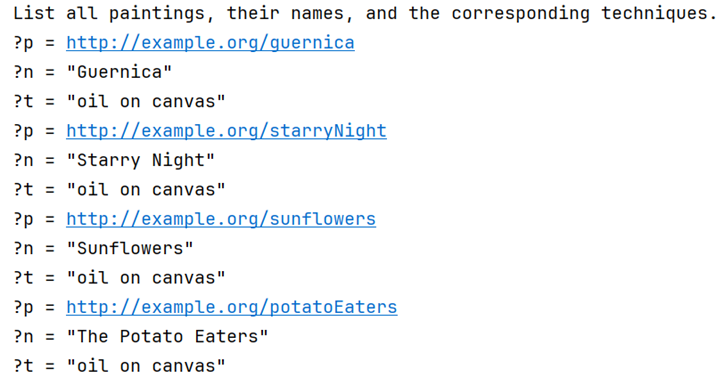 List all paintings, their names, and the corresponding techniques.
?p = http://example.org/guernica
?n = "Guernica"
?t = "oil on canvas"
?p = http://example.org/starryNight
?n = "Starry Night"
?t = "oil on canvas"
?p = http://example.org/sunflowers
?n = "Sunflowers"
?t = "oil on canvas"
?p = http://example.org/potatoEaters
?n = "The Potato Eaters"
?t = "oil on canvas"